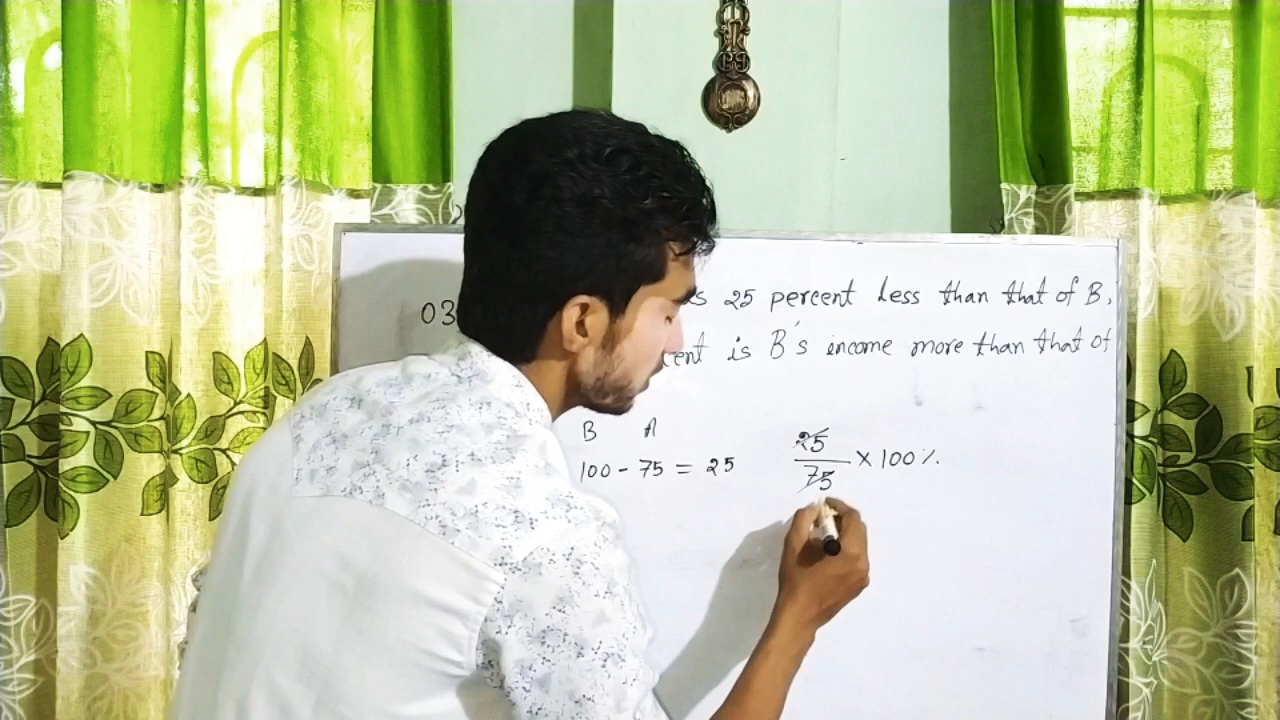 03 s 25 percent less than that of B,
cent is B's income more than that of
B A
100 - 75 = 25
25/75 × 100%